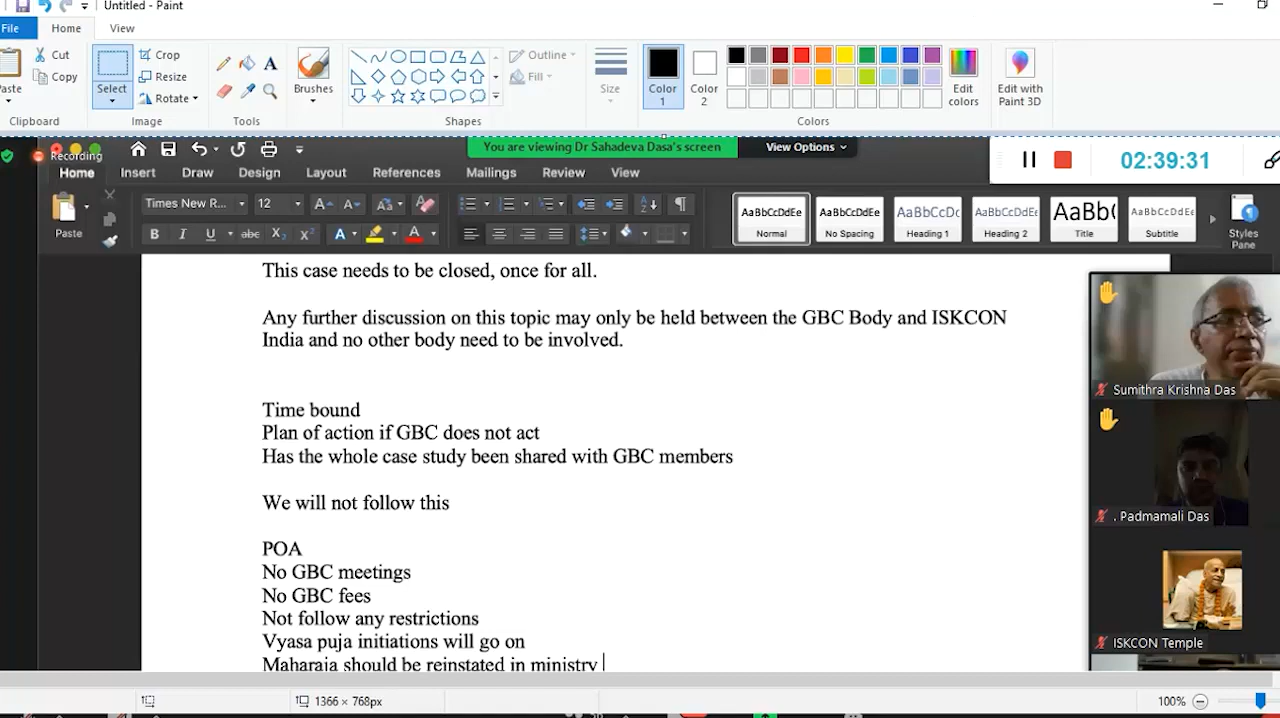 Untitled - Paint
File
Home
View
Cut
Copy
Select
Crop
Resize
Rotate
Brushes
Outline
Fill
Size
Color 1
Color 2
Edit colors
Edit with Paint 3D
Clipboard
Image
Tools
Shapes
Colors
Recording
You are viewing Dr Sahadeva Dasa's screen
View Options
02:39:31
Home
Insert
Draw
Design
Layout
References
Mailings
Review
View
Paste
Times New R...
12
AaBbCcDdEe
Normal
AaBbCcDdEe
No Spacing
AaBbCcDc
Heading 1
AaBbCcDdEe
Heading 2
AaBb(
Title
AaBbCcDdEe
Subtitle
Styles Pane
This case needs to be closed, once for all.
Any further discussion on this topic may only be held between the GBC Body and ISKCON
India and no other body need to be involved.
Time bound
Plan of action if GBC does not act
Has the whole case study been shared with GBC members
We will not follow this
POA
No GBC meetings
No GBC fees
Not follow any restrictions
Vyasa puja initiations will go on
Maharaja should be reinstated in ministry
Sumithra Krishna Das
. Padmamali Das
ISKCON Temple
1366 × 768px
100%